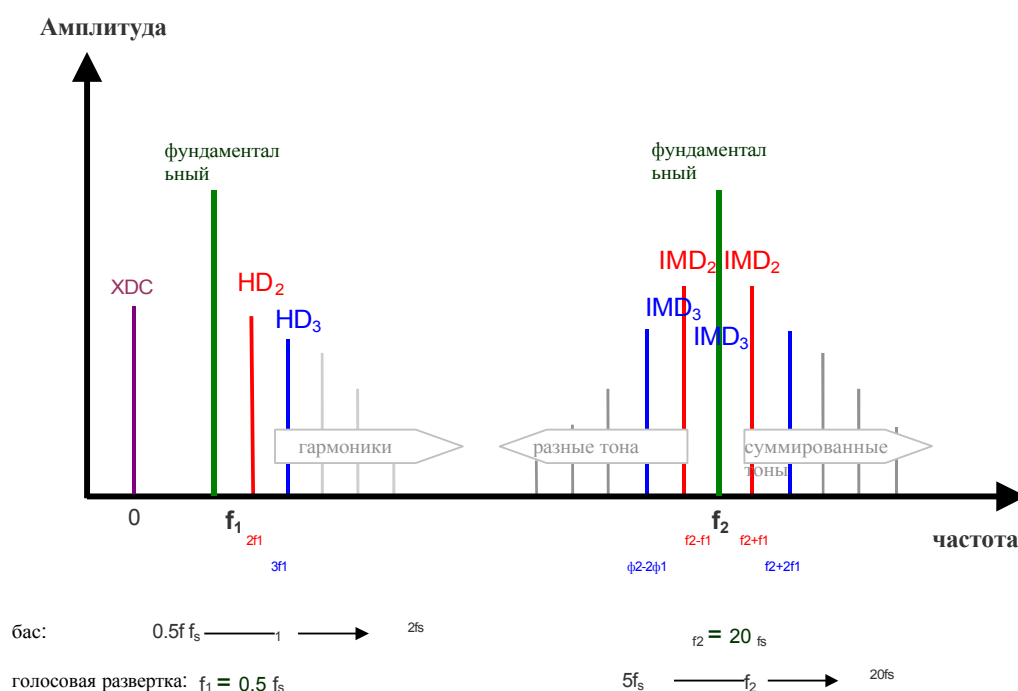 Амплитуда
фундаментал
ьный
фундаментал
ьный
XDC
HD₂
HD₃
IMD₂ IMD₂
IMD₃
IMD₃
гармоники
разные тона
суммированные
тоны
0
f₁
f₂
частота
2f1
f2-f1
f2+f1
3f1
ф2-2ф1
f2+2f1
бас: 0.5f fₛ ₁ 2fs
f₂ = 20 fₛ
голосовая развертка: f₁ = 0.5 fₛ
5fₛ f₂ 20fs